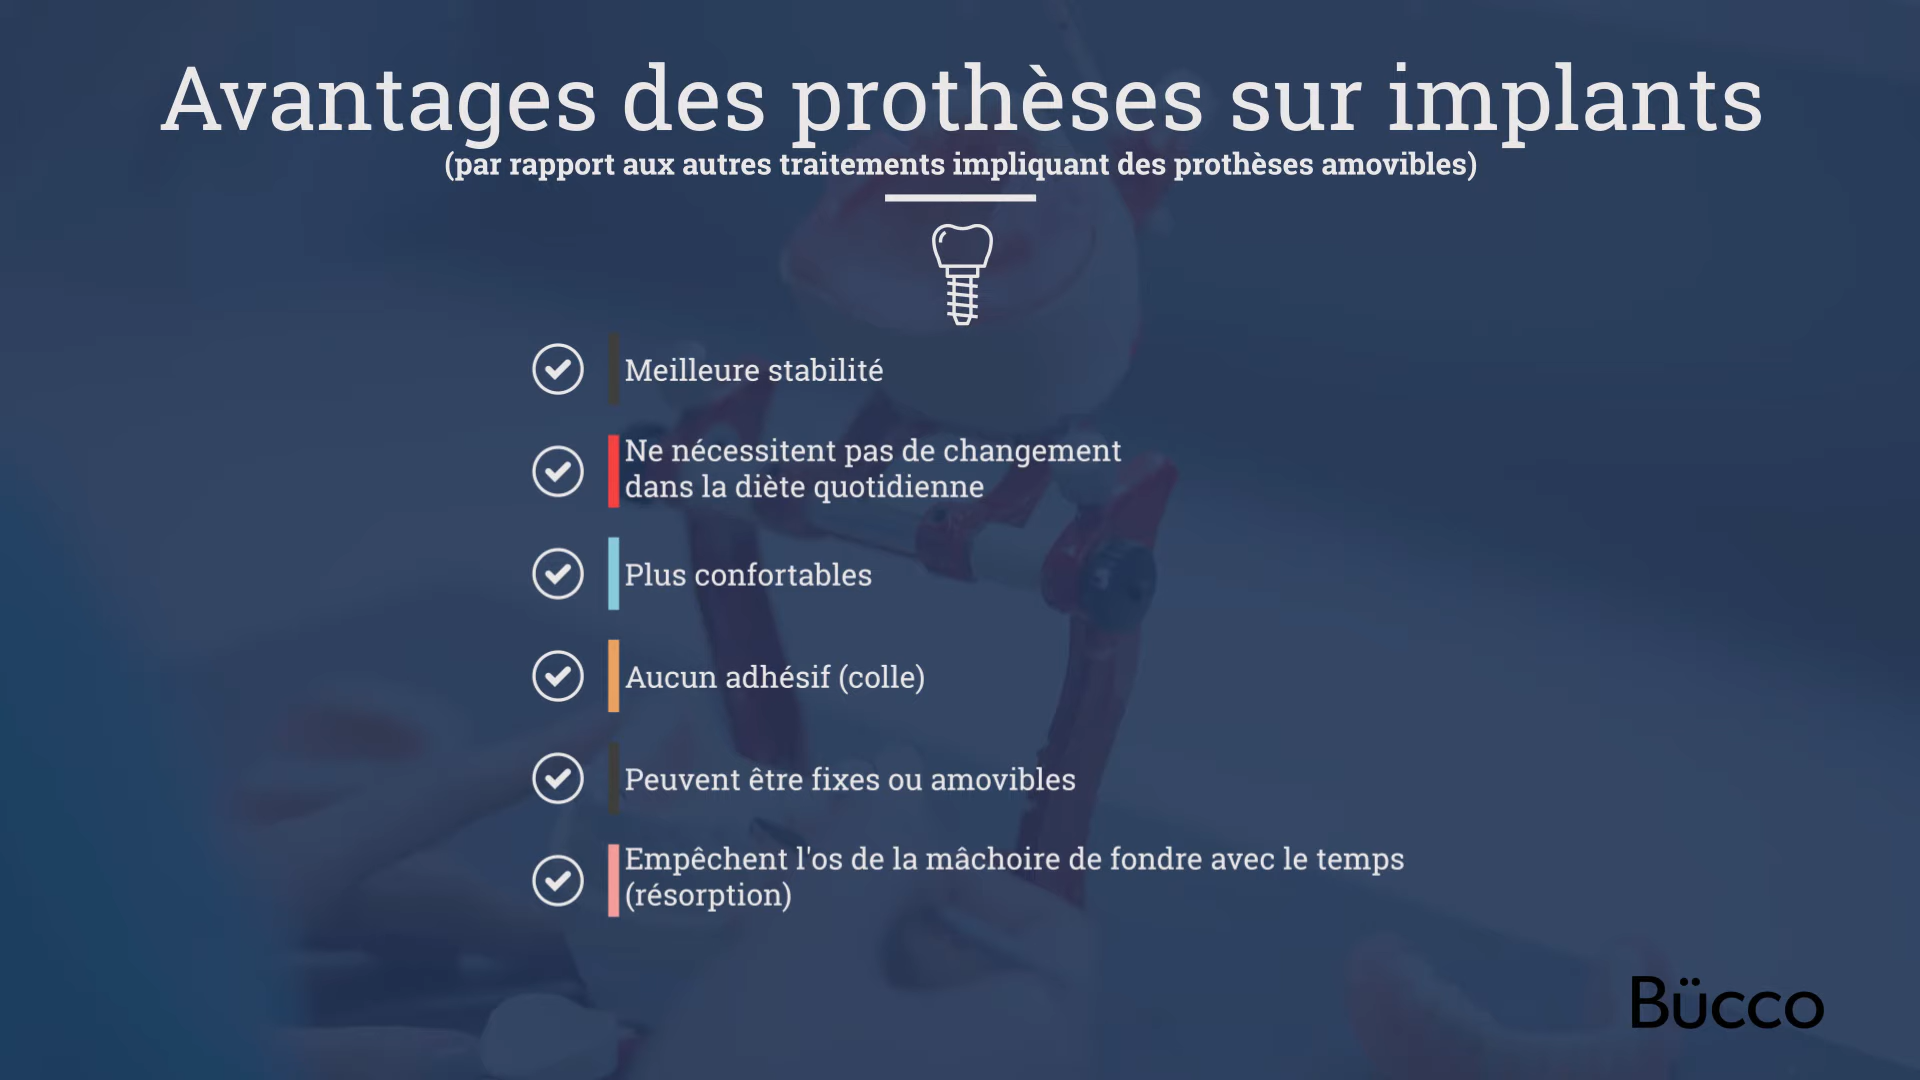 Avantages des prothèses sur implants
(par rapport aux autres traitements impliquant des prothèses amovibles)
Meilleure stabilité
Ne nécessitent pas de changement
dans la diète quotidienne
Plus confortables
Aucun adhésif (colle)
Peuvent être fixes ou amovibles
Empêchent l'os de la mâchoire de fondre avec le temps
(résorption)
Bücco